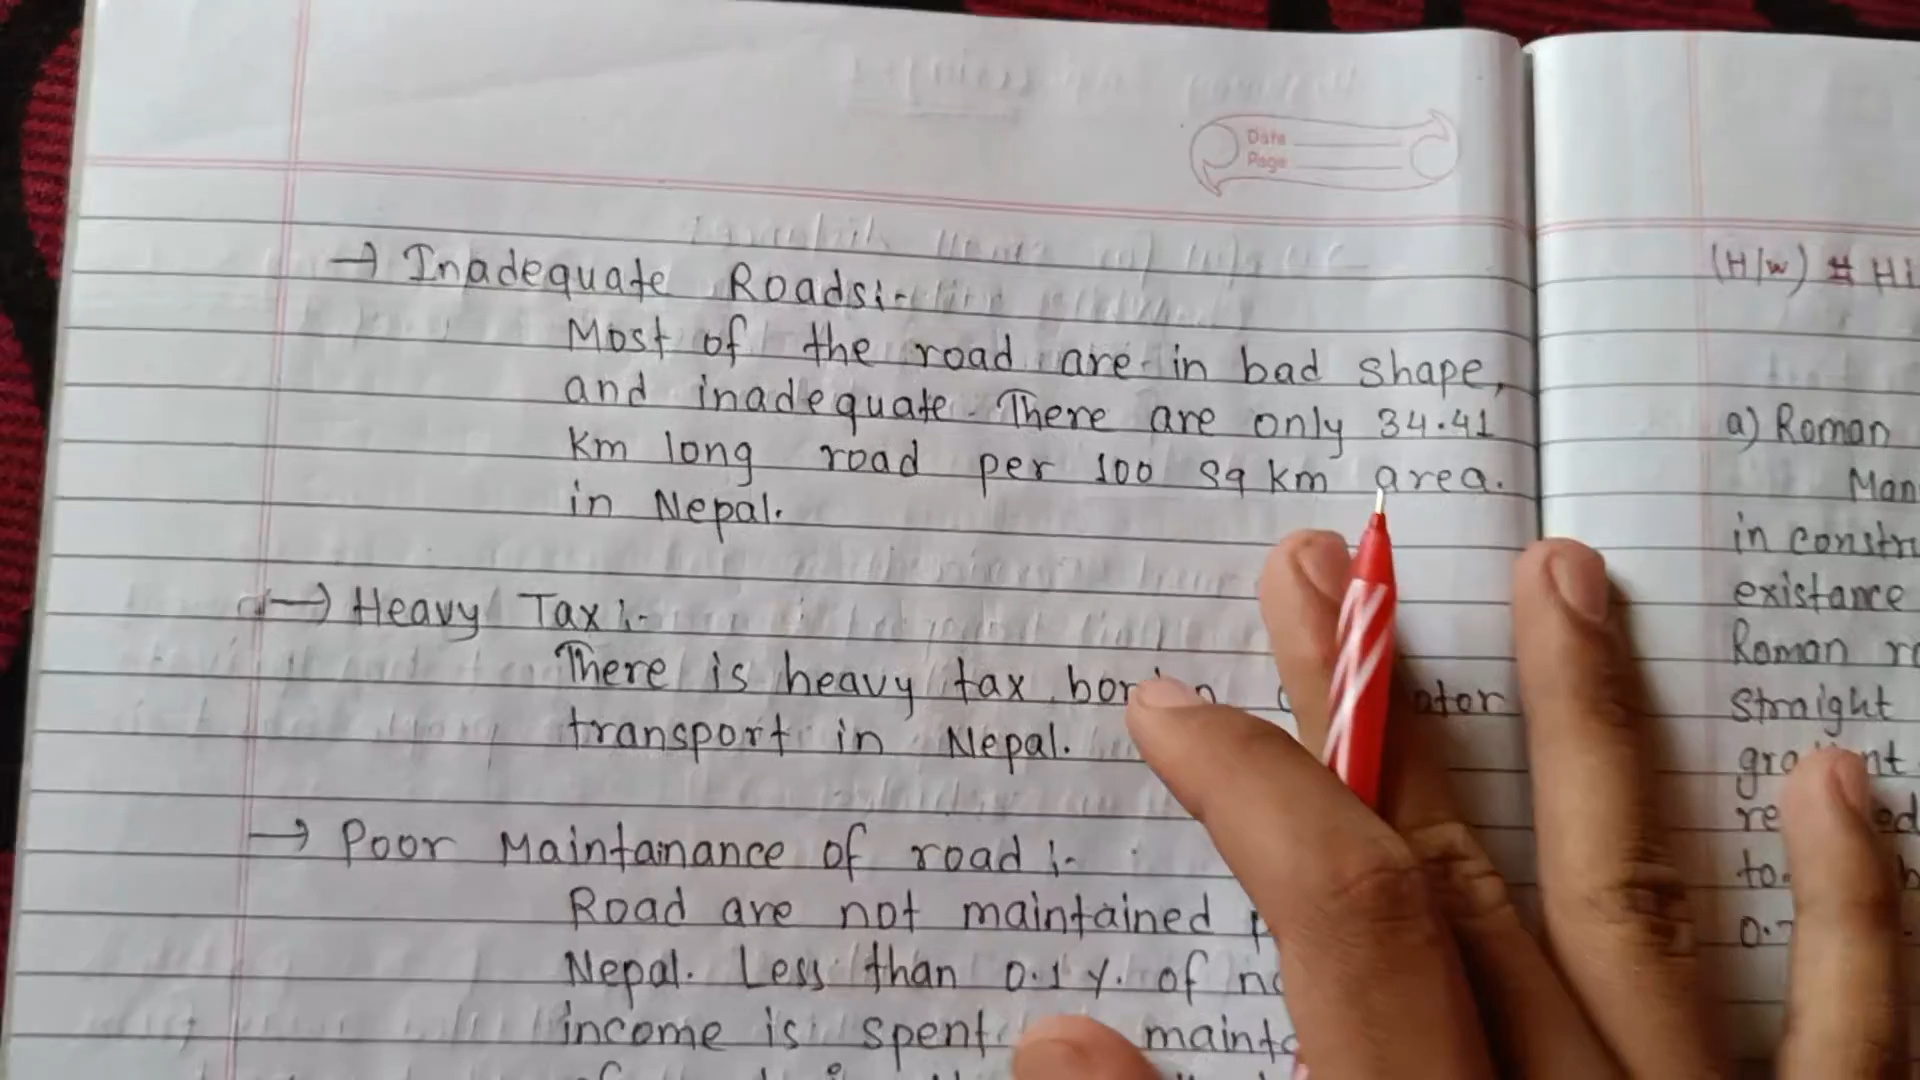 Date
Page
→ Inadequate Roads:-
Most of the road are in bad shape,
and inadequate. There are only 34.41
km long road per 100 sq km area.
in Nepal.
→ Heavy Tax:-
There is heavy tax
transport in Nepal.
→ Poor Maintainance of road:-
Road are not maintained
Nepal. Less than 0.1 %. of
income is spent
(H/w) #
a) Roman
in
existance
Roman
straight
to